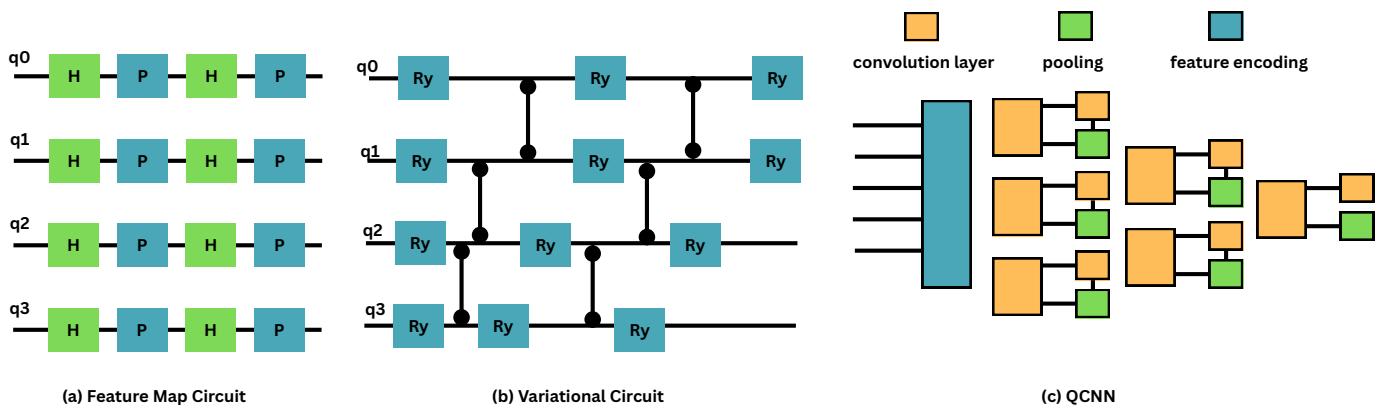 q0
H P H P
q1
H P H P
q2
H P H P
q3
H P H P
(a) Feature Map Circuit
q0
Ry Ry Ry
q1
Ry Ry Ry
q2
Ry Ry Ry
q3
Ry Ry Ry
(b) Variational Circuit
convolution layer pooling feature encoding
(c) QCNN